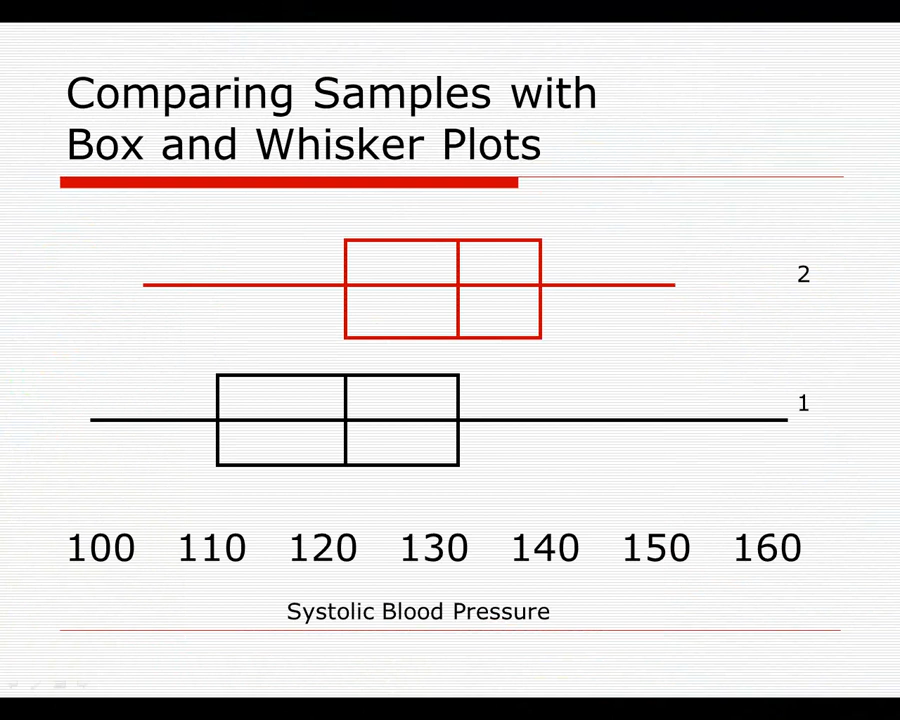 Comparing Samples with
Box and Whisker Plots
2
1
100 110 120 130 140 150 160
Systolic Blood Pressure